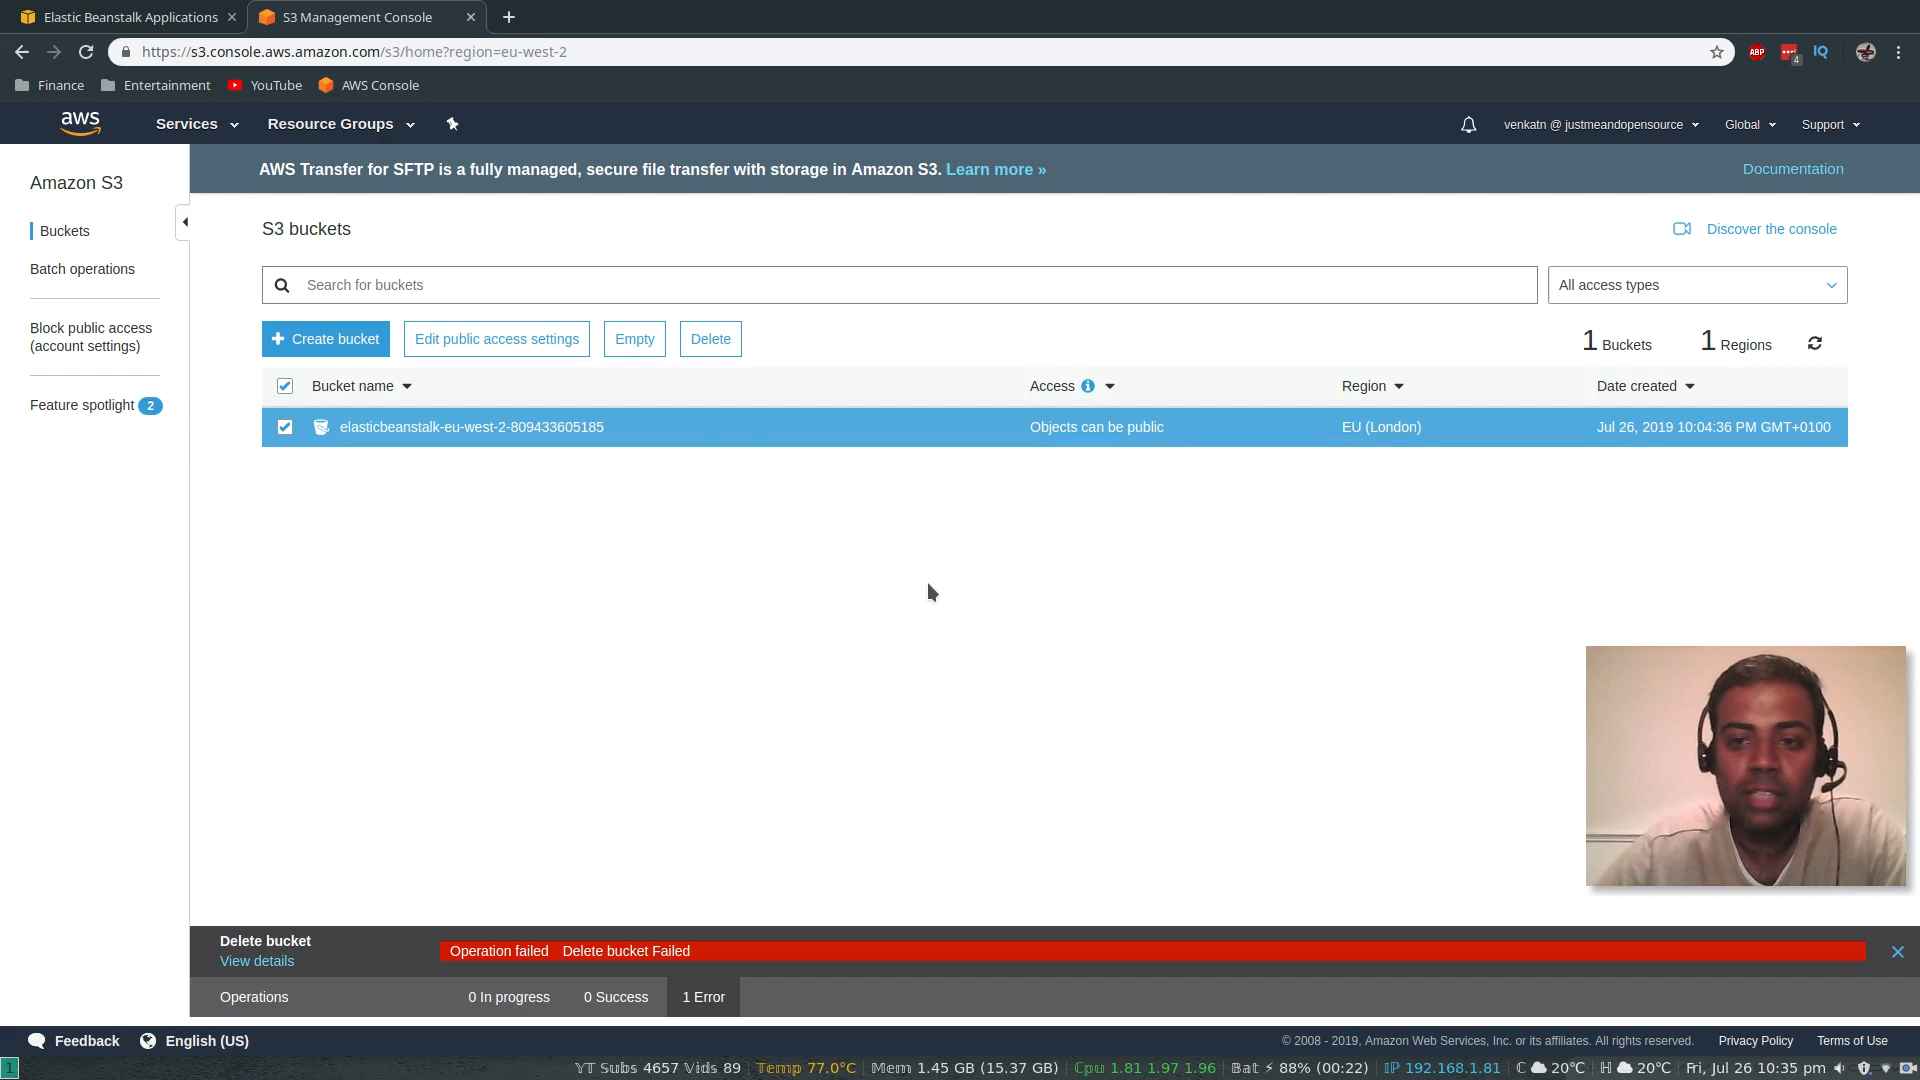 Elastic Beanstalk Applications
S3 Management Console
https://s3.console.aws.amazon.com/s3/home?region=eu-west-2
ABP
4
IQ
Finance
Entertainment
YouTube
AWS Console
aws
Services
Resource Groups
venkatn @ justmeandopensource
Global
Support
Amazon S3
AWS Transfer for SFTP is a fully managed, secure file transfer with storage in Amazon S3. Learn more »
Documentation
Buckets
Batch operations
Block public access
(account settings)
Feature spotlight 2
S3 buckets
Discover the console
Search for buckets
All access types
Create bucket
Edit public access settings
Empty
Delete
1 Buckets
1 Regions
Bucket name
Access
Region
Date created
elasticbeanstalk-eu-west-2-809433605185
Objects can be public
EU (London)
Jul 26, 2019 10:04:36 PM GMT+0100
Delete bucket
View details
Operation failed
Delete bucket Failed
Operations
0 In progress
0 Success
1 Error
Feedback
English (US)
© 2008 - 2019, Amazon Web Services, Inc. or its affiliates. All rights reserved.
Privacy Policy
Terms of Use
1
YT Subs 4657 Vids 89
Temp 77.0°C
Mem 1.45 GB (15.37 GB)
Cpu 1.81 1.97 1.96
Bat ⚡ 88% (00:22)
IP 192.168.1.81
C 20°C
H 20°C
Fri, Jul 26 10:35 pm